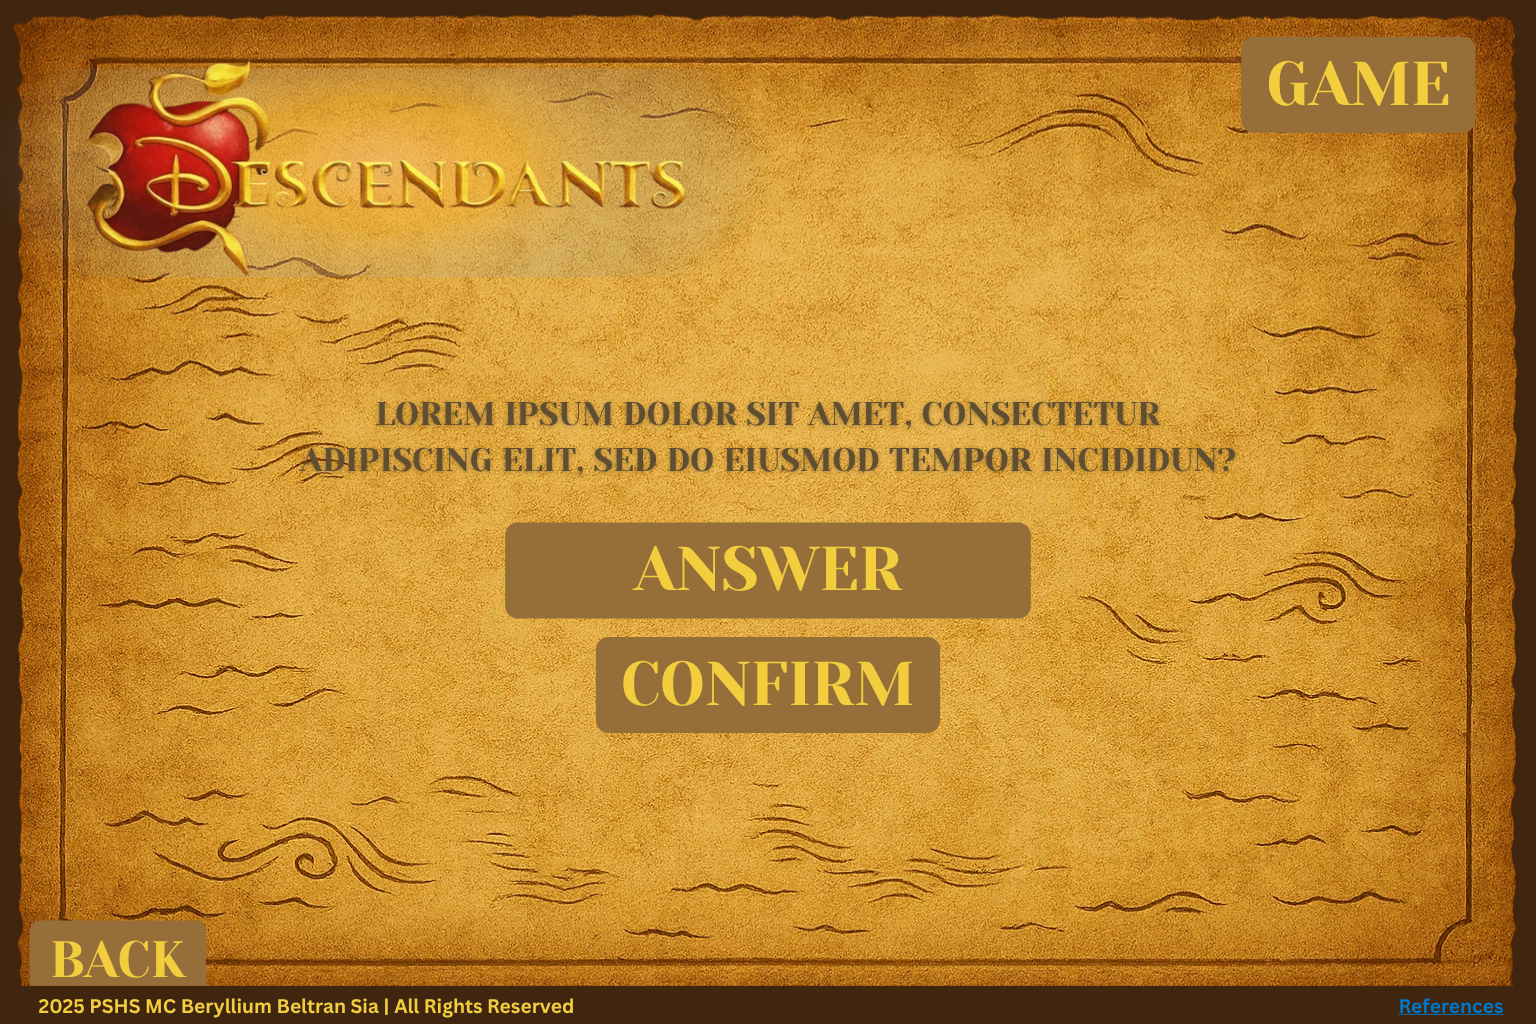 DESCENDANTS
GAME
LOREM IPSUM DOLOR SIT AMET, CONSECTETUR
ADIPISCING ELIT, SED DO EIUSMOD TEMPOR INCIDIDUN?
ANSWER
CONFIRM
BACK
2025 PSHS MC Beryllium Beltran Sia | All Rights Reserved
References